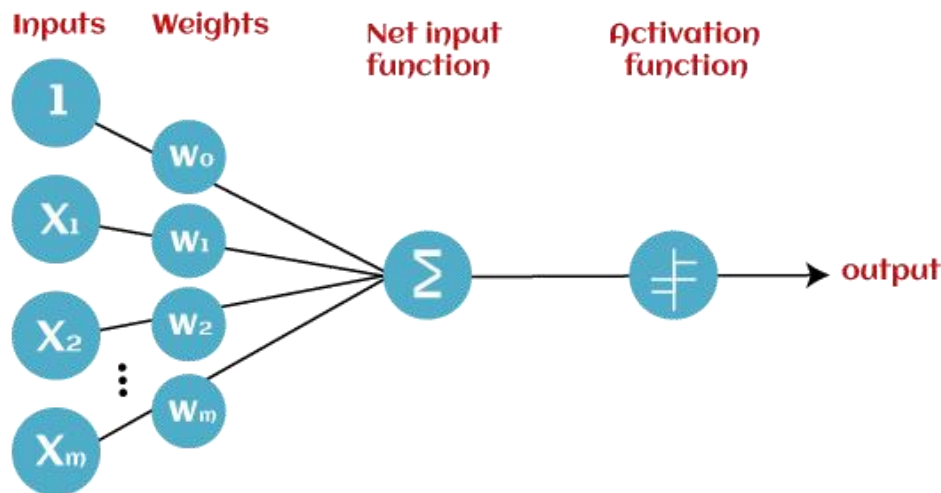 Inputs
Weights
Net input
function
Activation
function
1
W₀
X₁
W₁
Σ
output
X₂
W₂
Xₘ
Wₘ